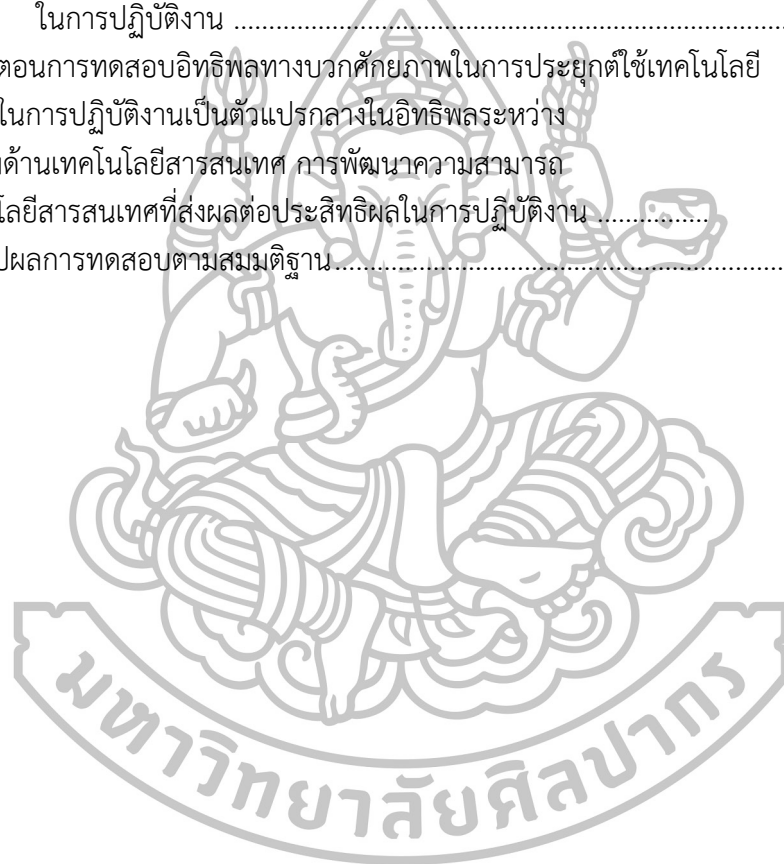 ในการปฏิบัติงาน ........................................................................
ตอนการทดสอบอิทธิพลทางบวกศักยภาพในการประยุกต์ใช้เทคโนโลยี
ในการปฏิบัติงานเป็นตัวแปรกลางในอิทธิพลระหว่าง
ด้านเทคโนโลยีสารสนเทศ การพัฒนาความสามารถ
โลยีสารสนเทศที่ส่งผลต่อประสิทธิผลในการปฏิบัติงาน ...............
ผลการทดสอบตามสมมติฐาน............................................................
มหาวิทยาลัยศิลปากร